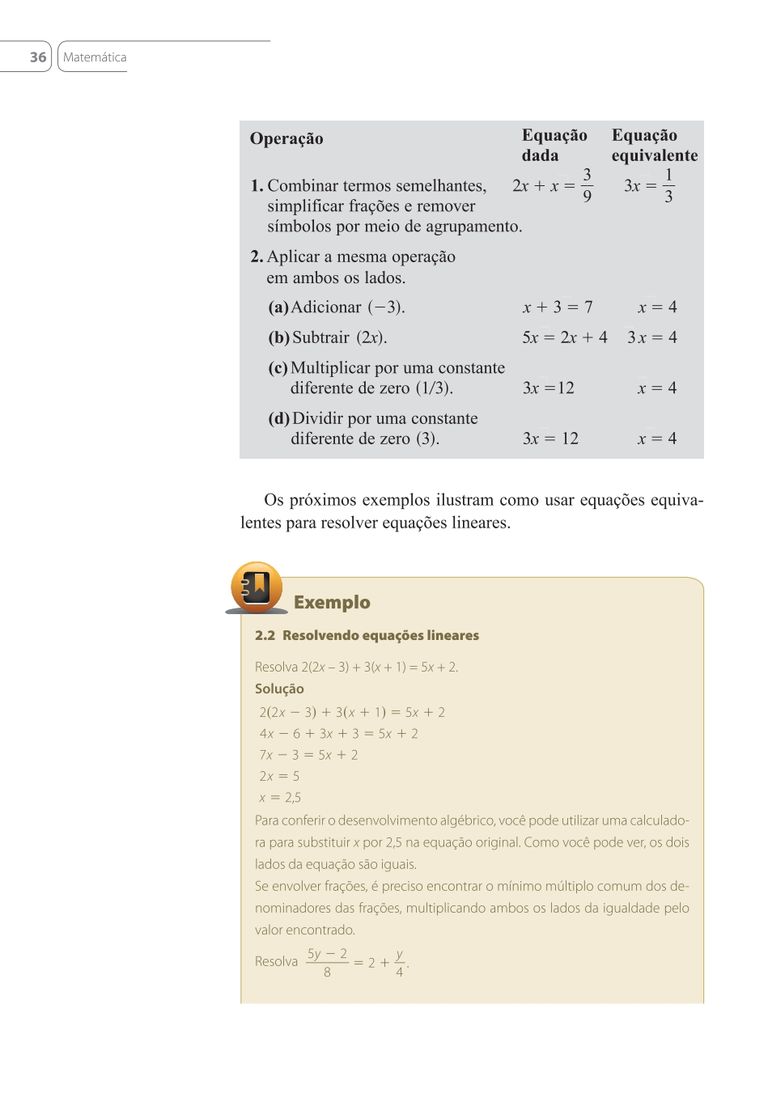 36 Matemática
Operação Equação Equação
dada equivalente
1. Combinar termos semelhantes, 2x + x = 3/9 3x = 1/3
simplificar frações e remover
símbolos por meio de agrupamento.
2. Aplicar a mesma operação
em ambos os lados.
(a) Adicionar (−3). x + 3 = 7 x = 4
(b) Subtrair (2x). 5x = 2x + 4 3x = 4
(c) Multiplicar por uma constante
diferente de zero (1/3). 3x =12 x = 4
(d) Dividir por uma constante
diferente de zero (3). 3x = 12 x = 4
Os próximos exemplos ilustram como usar equações equiva-
lentes para resolver equações lineares.
Exemplo
2.2 Resolvendo equações lineares
Resolva 2(2x – 3) + 3(x + 1) = 5x + 2.
Solução
2(2x − 3) + 3(x + 1) = 5x + 2
4x − 6 + 3x + 3 = 5x + 2
7x − 3 = 5x + 2
2x = 5
x = 2,5
Para conferir o desenvolvimento algébrico, você pode utilizar uma calculado-
ra para substituir x por 2,5 na equação original. Como você pode ver, os dois
lados da equação são iguais.
Se envolver frações, é preciso encontrar o mínimo múltiplo comum dos de-
nominadores das frações, multiplicando ambos os lados da igualdade pelo
valor encontrado.
Resolva (5y − 2)/8 = 2 + y/4.